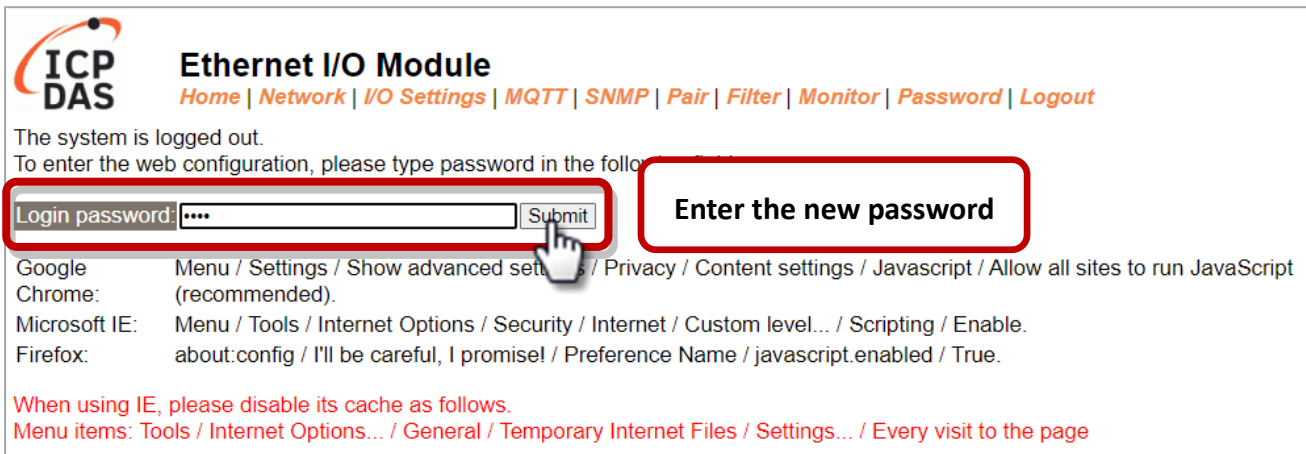 ICP
DAS
Ethernet I/O Module
Home | Network | I/O Settings | MQTT | SNMP | Pair | Filter | Monitor | Password | Logout
The system is logged out.
To enter the web configuration, please type password in the
Login password: •••• Submit
Enter the new password
Google Chrome: Menu / Settings / Show advanced / Privacy / Content settings / Javascript / Allow all sites to run JavaScript
(recommended).
Microsoft IE: Menu / Tools / Internet Options / Security / Internet / Custom level... / Scripting / Enable.
Firefox: about:config / I'll be careful, I promise! / Preference Name / javascript.enabled / True.
When using IE, please disable its cache as follows.
Menu items: Tools / Internet Options... / General / Temporary Internet Files / Settings... / Every visit to the page